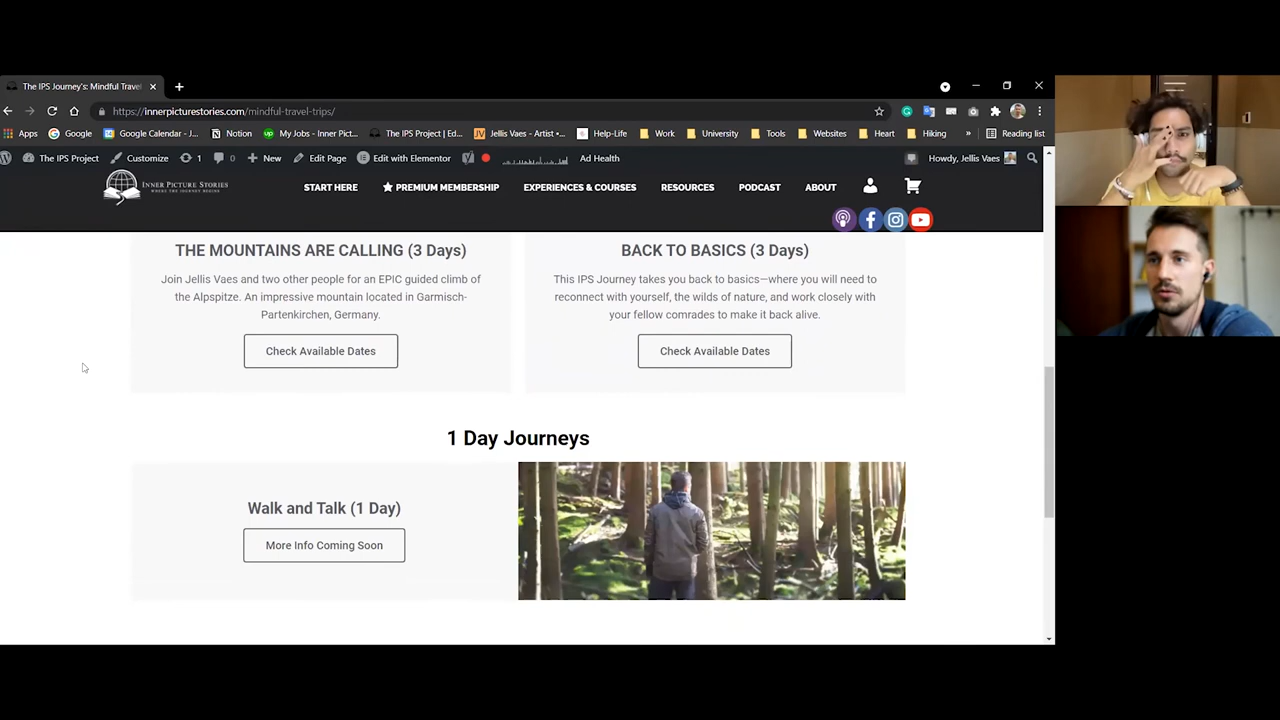 The IPS Journey's: Mindful Travel
https://innerpicturestories.com/mindful-travel-trips/
Apps Google Google Calendar - J... Notion My Jobs - Inner Pict... The IPS Project | Ed... Jellis Vaes - Artist •... Help-Life Work University Tools Websites Heart Hiking » Reading list
The IPS Project Customize 1 0 New Edit Page Edit with Elementor Ad Health Howdy, Jellis Vaes
INNER PICTURE STORIES
WHERE THE JOURNEY BEGINS
START HERE PREMIUM MEMBERSHIP EXPERIENCES & COURSES RESOURCES PODCAST ABOUT
THE MOUNTAINS ARE CALLING (3 Days)
Join Jellis Vaes and two other people for an EPIC guided climb of
the Alpspitze. An impressive mountain located in Garmisch-
Partenkirchen, Germany.
Check Available Dates
BACK TO BASICS (3 Days)
This IPS Journey takes you back to basics—where you will need to
reconnect with yourself, the wilds of nature, and work closely with
your fellow comrades to make it back alive.
Check Available Dates
1 Day Journeys
Walk and Talk (1 Day)
More Info Coming Soon